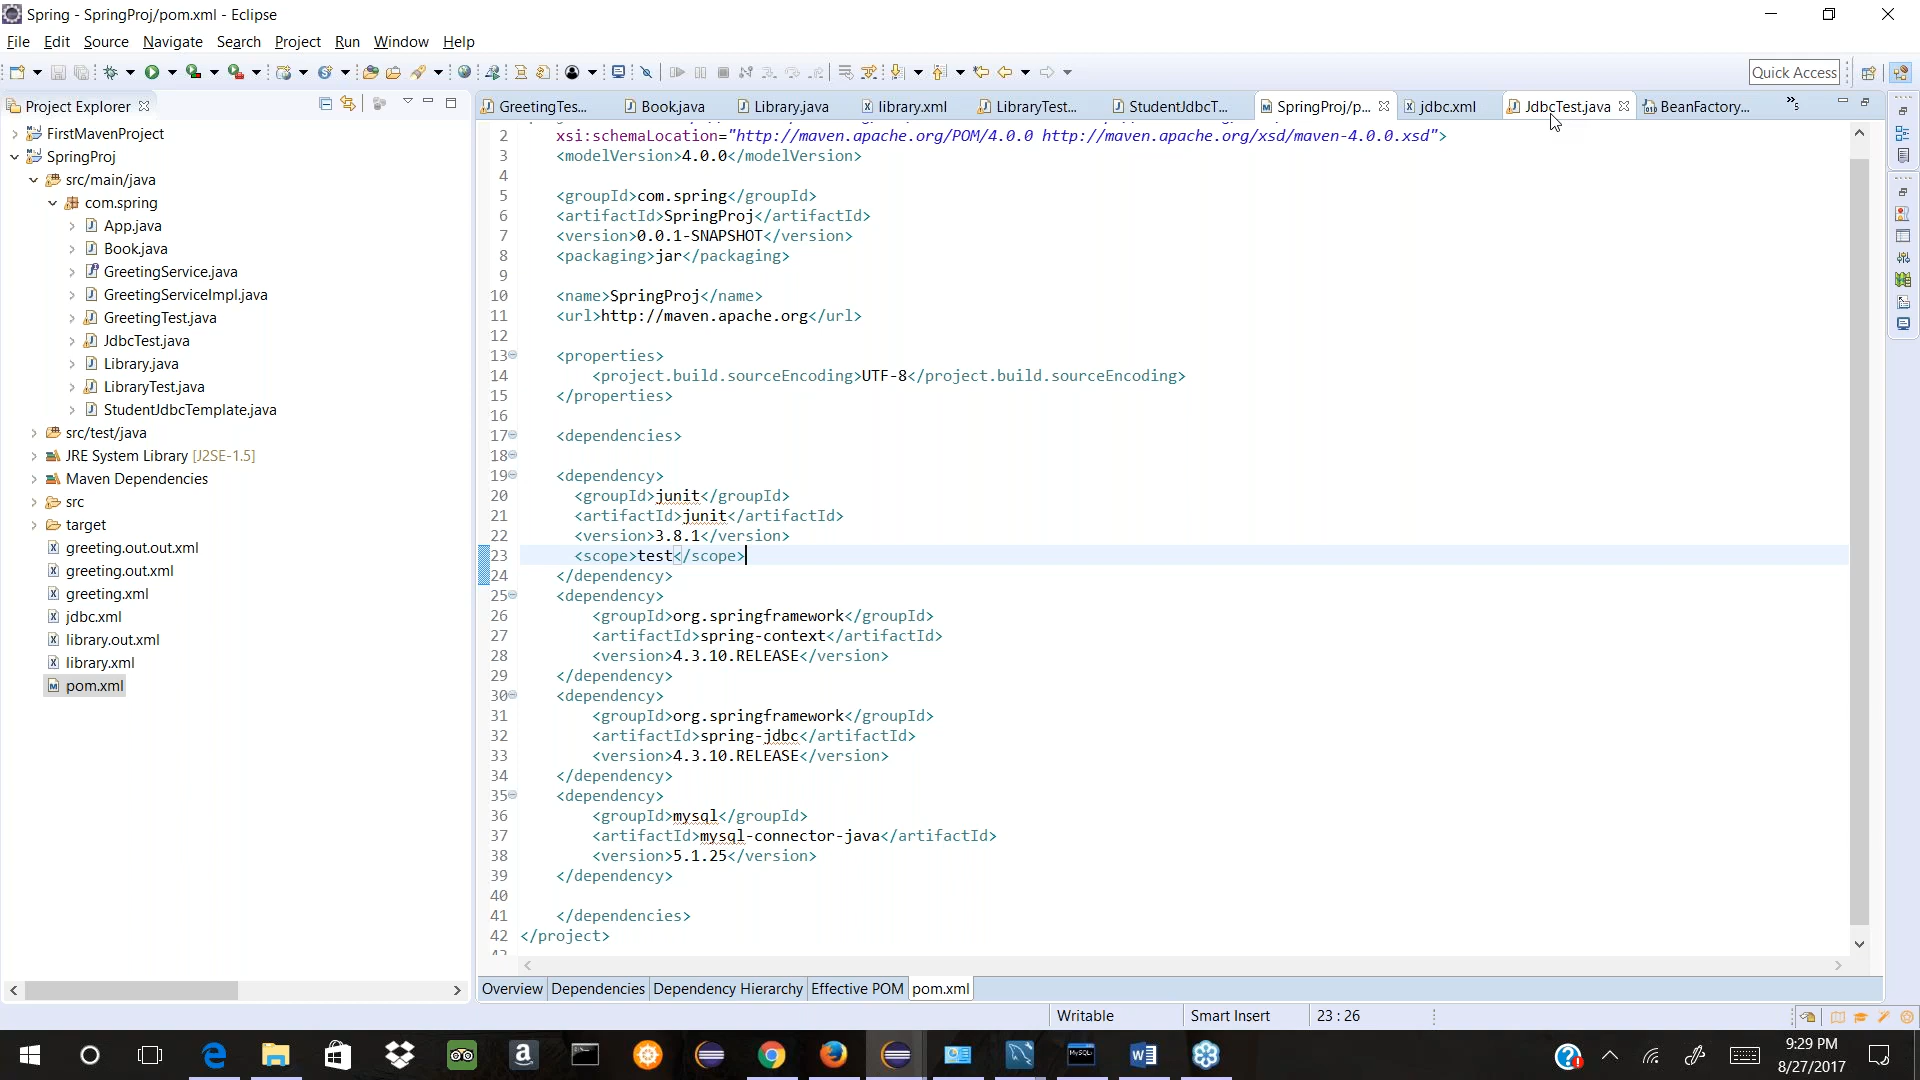 Spring - SpringProj/pom.xml - Eclipse
File Edit Source Navigate Search Project Run Window Help
Quick Access
Project Explorer
GreetingTes...
Book.java
Library.java
library.xml
LibraryTest...
StudentJdbcT...
SpringProj/p...
jdbc.xml
JdbcTest.java
BeanFactory...
»5
FirstMavenProject
SpringProj
src/main/java
com.spring
App.java
Book.java
GreetingService.java
GreetingServiceImpl.java
GreetingTest.java
JdbcTest.java
Library.java
LibraryTest.java
StudentJdbcTemplate.java
src/test/java
JRE System Library [J2SE-1.5]
Maven Dependencies
src
target
greeting.out.out.xml
greeting.out.xml
greeting.xml
jdbc.xml
library.out.xml
library.xml
pom.xml
2 xsi:schemaLocation="http://maven.apache.org/POM/4.0.0 http://maven.apache.org/xsd/maven-4.0.0.xsd">
3 <modelVersion>4.0.0</modelVersion>
4
5 <groupId>com.spring</groupId>
6 <artifactId>SpringProj</artifactId>
7 <version>0.0.1-SNAPSHOT</version>
8 <packaging>jar</packaging>
9
10 <name>SpringProj</name>
11 <url>http://maven.apache.org</url>
12
13 <properties>
14 <project.build.sourceEncoding>UTF-8</project.build.sourceEncoding>
15 </properties>
16
17 <dependencies>
18
19 <dependency>
20 <groupId>junit</groupId>
21 <artifactId>junit</artifactId>
22 <version>3.8.1</version>
23 <scope>test</scope>
24 </dependency>
25 <dependency>
26 <groupId>org.springframework</groupId>
27 <artifactId>spring-context</artifactId>
28 <version>4.3.10.RELEASE</version>
29 </dependency>
30 <dependency>
31 <groupId>org.springframework</groupId>
32 <artifactId>spring-jdbc</artifactId>
33 <version>4.3.10.RELEASE</version>
34 </dependency>
35 <dependency>
36 <groupId>mysql</groupId>
37 <artifactId>mysql-connector-java</artifactId>
38 <version>5.1.25</version>
39 </dependency>
40
41 </dependencies>
42 </project>
Overview Dependencies Dependency Hierarchy Effective POM pom.xml
Writable Smart Insert 23 : 26
9:29 PM
8/27/2017